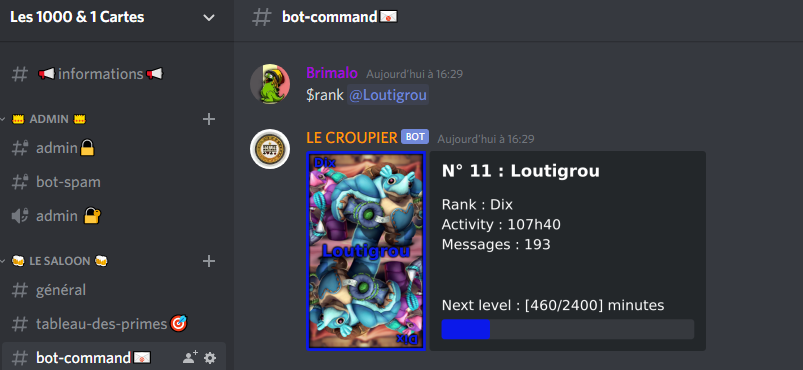 Les 1000 & 1 Cartes
informations
ADMIN
admin
bot-spam
admin
LE SALOON
général
tableau-des-primes
bot-command
bot-command
Brimalo Aujourd'hui à 16:29
$rank @Loutigrou
LE CROUPIER BOT Aujourd'hui à 16:29
Dix
Loutigrou
Dix
N° 11 : Loutigrou
Rank : Dix
Activity : 107h40
Messages : 193
Next level : [460/2400] minutes